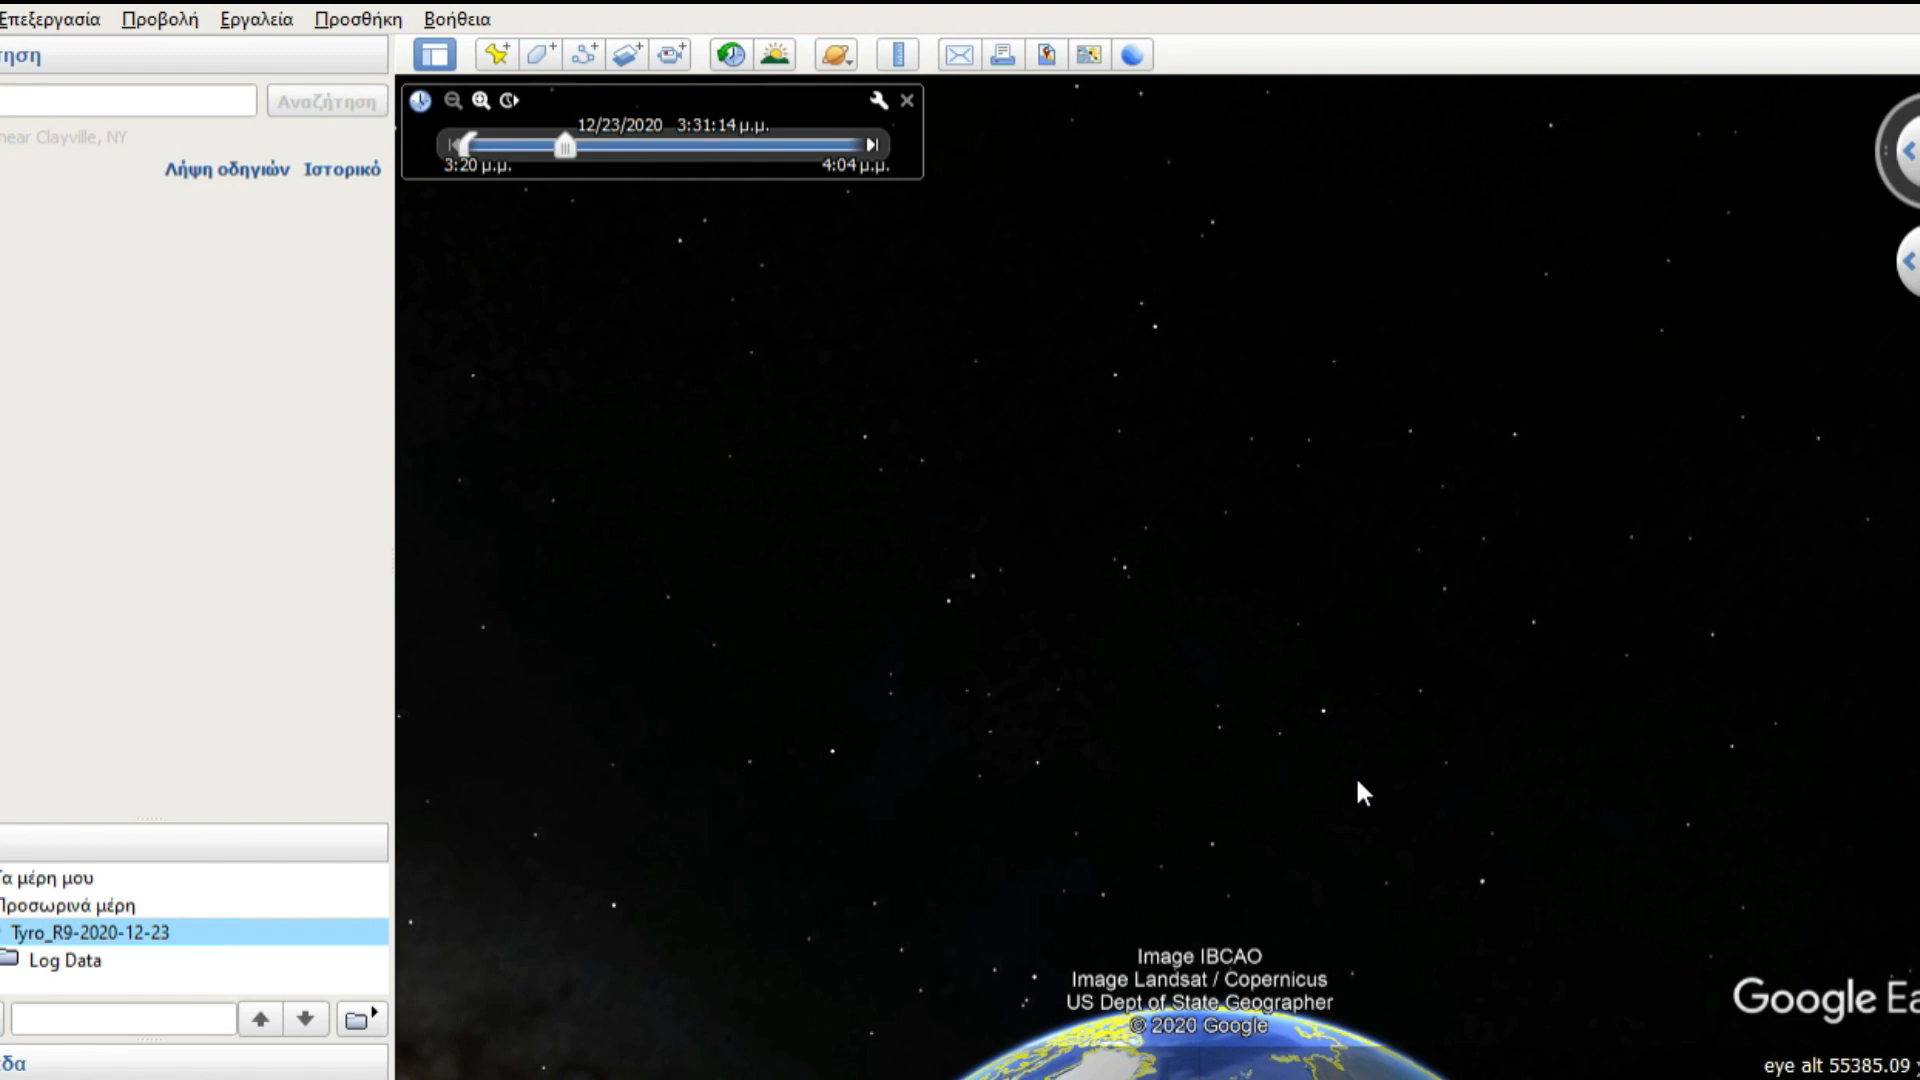 Επεξεργασία Προβολή Εργαλεία Προσθήκη Βοήθεια
τηση
Αναζήτηση
near Clayville, NY
Λήψη οδηγιών Ιστορικό
12/23/2020 3:31:14 μ.μ.
3:20 μ.μ. 4:04 μ.μ.
Τα μέρη μου
Προσωρινά μέρη
Tyro_R9-2020-12-23
Log Data
δα
Image IBCAO
Image Landsat / Copernicus
US Dept of State Geographer
© 2020 Google
Google Ea
eye alt 55385.09